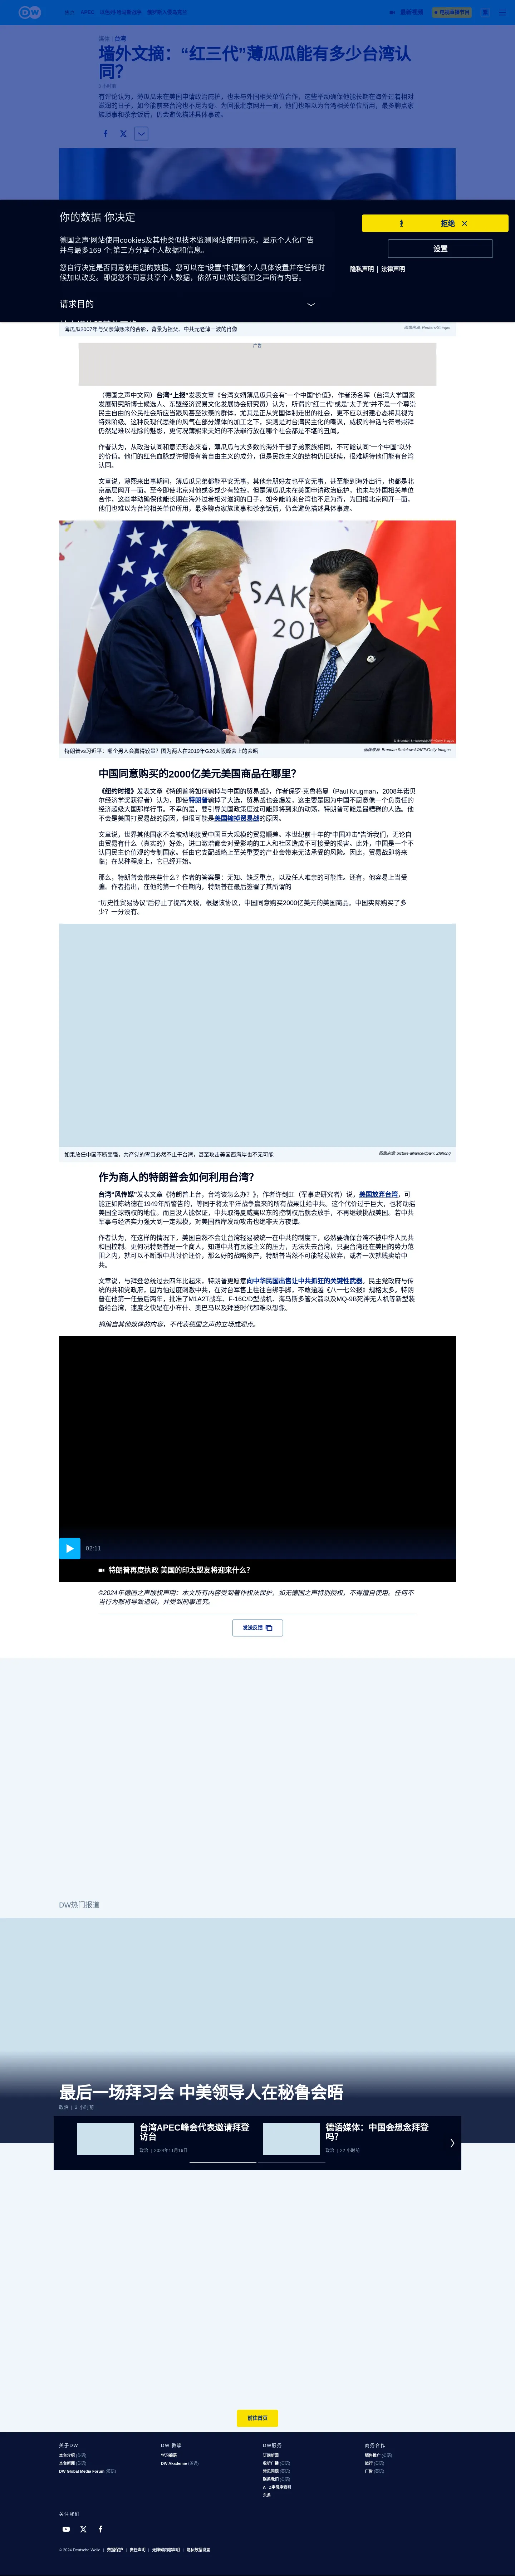 DW
最新视频
电视直播节目
媒体 | 台湾
墙外文摘：“红三代”薄瓜瓜能有多少台湾认
同？
有评论认为，薄瓜瓜未在美国申请政治庇护，也未与外国相关单位合作，这些举动确保他能长期在海外过着相对
滋润的日子，如今能前来台湾也不足为奇。为回报北京网开一面，他们也难以为台湾相关单位所用，最多聊点家
族琐事和茶余饭后，仍会避免描述具体事迹。
你的数据 你决定
德国之声'网站使用cookies及其他类似技术监测网站使用情况，显示个人化广告
并与最多169 个 第三方分享个人数据和信息。
您自行决定是否同意使用您的数据。您可以在“设置”中调整个人具体设置并在任何时
候加以改变。即便您不同意共享个人数据，依然可以浏览德国之声所有内容。
请求目的
拒绝
设置
隐私声明 | 法律声明
薄瓜瓜2007年与父亲薄熙来的合影，背景为祖父、中共元老薄一波的肖像
图像来源: Reuters/Stringer
广告
（德国之声中文网）台湾“上报”发表文章《台湾女婿薄瓜瓜只会有“一个中国”价值》，作者汤名晖（台湾大学国家
发展研究所博士候选人、东盟经济贸易文化发展协会研究员）认为，所谓的“红二代”或是“太子党”并不是一个尊崇
民主自由的公民社会所应当跟风甚至钦羡的群体，尤其是正从党国体制走出的社会，更不应以封建心态将其视为
特殊阶级。这种反现代思维的风气在部分媒体的加工之下，实则是对台湾民主化的嘲讽，威权的神话与符号崇拜
仍然是难以祛除的魅影，更何况薄熙来夫妇的不法罪行放在哪个社会都是不堪的丑闻。
作者认为，从政治认同和意识形态来看，薄瓜瓜与大多数的海外干部子弟家族相同，不可能认同“一个中国”以外
的价值。他们的红色血脉或许慢慢有着自由主义的成分，但是民族主义的结构仍旧延续，很难期待他们能有台湾
认同。
文章说，薄熙来出事期间，薄瓜瓜兄弟都能平安无事，其他亲朋好友也平安无事，甚至能到海外出行，也都是北
京高层网开一面。至今即使北京对他或多或少有监控，但是薄瓜瓜未在美国申请政治庇护，也未与外国相关单位
合作，这些举动确保他能长期在海外过着相对滋润的日子，如今能前来台湾也不足为奇，为回报北京网开一面，
他们也难以为台湾相关单位所用，最多聊点家族琐事和茶余饭后，仍会避免描述具体事迹。
特朗普vs习近平：哪个男人会赢得较量？图为两人在2019年G20大阪峰会上的会晤
图像来源: Brendan Smialowski/AFP/Getty Images
中国同意购买的2000亿美元美国商品在哪里？
《纽约时报》发表文章《特朗普将如何输掉与中国的贸易战》，作者保罗·克鲁格曼（Paul Krugman，2008年诺贝
尔经济学奖获得者）认为，即使特朗普输掉了大选，贸易战也会爆发，这主要是因为中国不愿意像一个负责任的
经济超级大国那样行事。不幸的是，要引导美国政策度过可能即将到来的动荡，特朗普可能是最糟糕的人选。他
不会是美国打贸易战的原因，但很可能是美国输掉贸易战的原因。
文章说，世界其他国家不会被动地接受中国巨大规模的贸易顺差。本世纪前十年的“中国冲击”告诉我们，无论自
由贸易有什么（真实的）好处，进口激增都会对受影响的工人和社区造成不可接受的损害。此外，中国是一个不
认同民主价值观的专制国家。任由它支配战略上至关重要的产业会带来无法承受的风险。因此，贸易战即将来
临；在某种程度上，它已经开始。
那么，特朗普会带来些什么？作者的答案是：无知、缺乏重点，以及任人唯亲的可能性。还有，他容易上当受
骗。作者指出，在他的第一个任期内，特朗普在最后签署了其所谓的
“历史性贸易协议”后停止了提高关税，根据该协议，中国同意购买2000亿美元的美国商品。中国实际购买了多
少？一分没有。
如果放任中国不断变强，共产党的胃口必然不止于台湾，甚至攻击美国西海岸也不无可能
图像来源: picture-alliance/dpa/Y. Zhihong
作为商人的特朗普会如何利用台湾？
台湾“风传媒”发表文章《特朗普上台，台湾该怎么办？》，作者许剑虹（军事史研究者）说，美国放弃台湾，可
能正如陈纳德在1949年所警告的，等同于将太平洋战争赢来的所有战果让给中共。这个代价过于巨大，也将动摇
美国全球霸权的地位。而且没人能保证，中共取得夏威夷以东的控制权后就会放手，不再继续挑战美国。若中共
军事与经济实力强大到一定规模，对美国西岸发动攻击也绝非天方夜谭。
作者认为，在这样的情况下，美国自然不会让台湾轻易被统一在中共的制度下，必然要确保台湾不被中华人民共
和国控制。更何况特朗普是一个商人，知道中共有民族主义的压力，无法失去台湾，只要台湾还在美国的势力范
围之内，就可以不断跟中共讨价还价，那么好的战略资产，特朗普当然不可能轻易放弃，或者一次就贱卖给中
共。
文章说，与拜登总统过去四年比起来，特朗普更愿意向中华民国出售让中共抓狂的关键性武器。民主党政府与传
统的共和党政府，因为怕过度刺激中共，在对台军售上往往自绑手脚，不敢逾越《八一七公报》规格太多。特朗
普在他第一任最后两年，批准了M1A2T战车、F-16C/D型战机、海马斯多管火箭以及MQ-9B死神无人机等新型装
备给台湾，速度之快是在小布什、奥巴马以及拜登时代都难以想像。
摘编自其他媒体的内容，不代表德国之声的立场或观点。
02:11
特朗普再度执政 美国的印太盟友将迎来什么？
©2024年德国之声版权声明：本文所有内容受到著作权法保护，如无德国之声特别授权，不得擅自使用。任何不
当行为都将导致追偿，并受到刑事追究。
发送反馈
DW热门报道
最后一场拜习会 中美领导人在秘鲁会晤
台湾APEC峰会代表邀请拜登
访台
政治 | 2024年11月16日
德语媒体：中国会想念拜登
吗？
政治 | 22 小时前
前往首页
关于DW
本台介绍 (英语)
本台新闻 (英语)
DW Global Media Forum (英语)
DW 教学
学习德语
DW Akademie (英语)
DW服务
订阅新闻
收听广播 (英语)
常见问题 (英语)
联系我们 (英语)
A - Z字母序索引
头条
商务合作
销售推广 (英语)
旅行 (英语)
广告 (英语)
关注我们
© 2024 Deutsche Welle | 数据保护 | 责任声明 | 无障碍内容声明 | 隐私数据设置